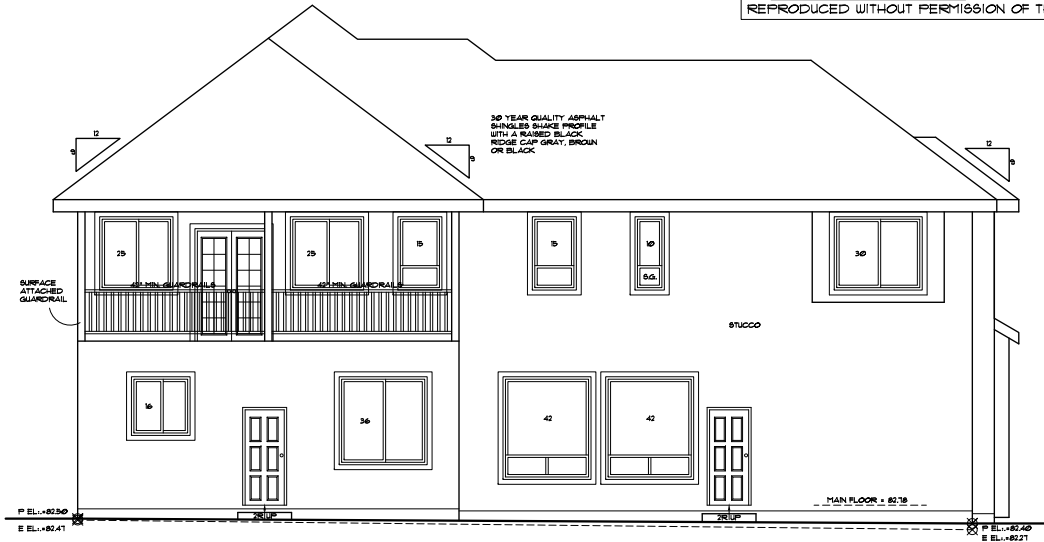 REPRODUCED WITHOUT PERMISSION OF
30 YEAR QUALITY ASPHALT
SHINGLES SHAKE PROFILE
WITH A RAISED BLACK
RIDGE CAP GRAY, BROWN
OR BLACK
12
12
12
25
25
15
15
10
S.G.
30
42" MIN. GUARDRAILS
42" MIN. GUARDRAILS
SURFACE
ATTACHED
GUARDRAIL
STUCCO
16
36
42
42
MAIN FLOOR = 82.78
2R UP
2R UP
P EL.:=82.50
E EL.:=82.47
P EL.:=82.40
E EL.:=82.27